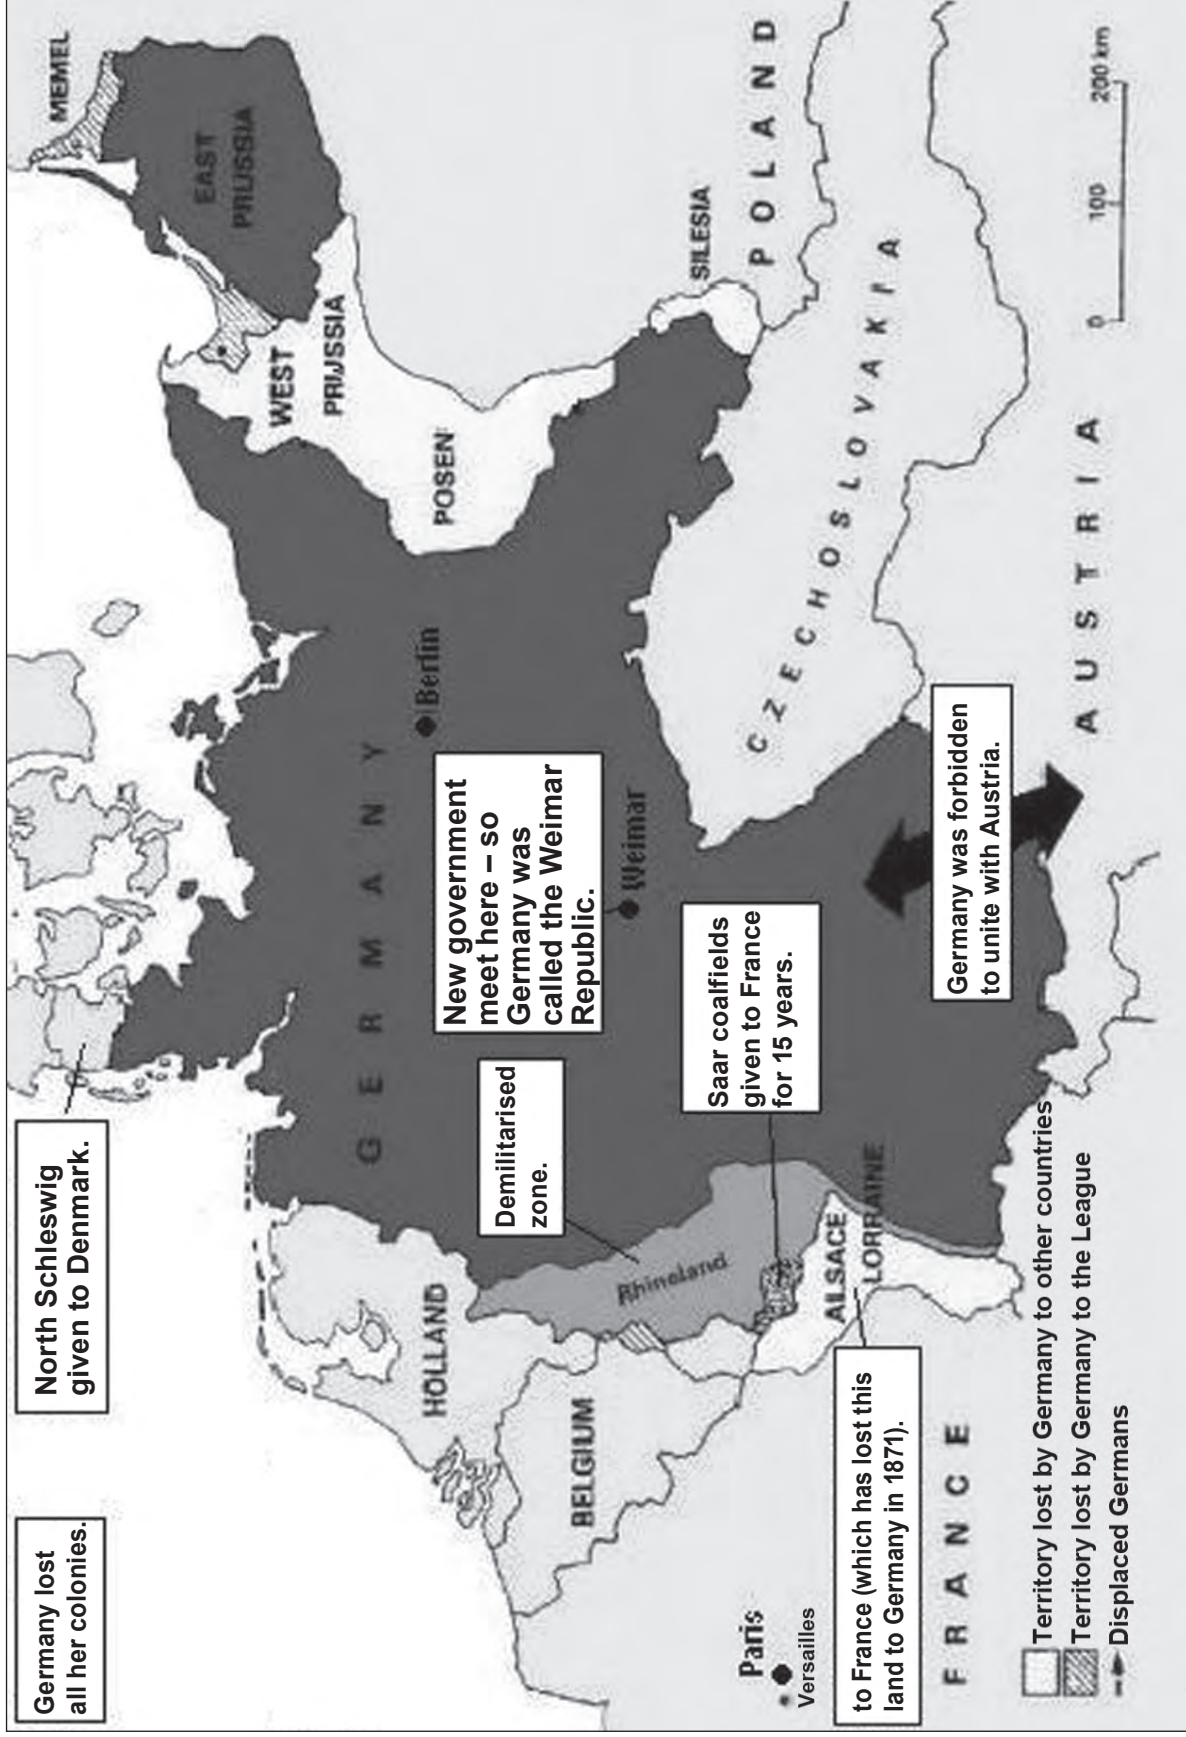 Germany lost
all her colonies.
North Schleswig
given to Denmark.
MEMEL
EAST
PRUSSIA
WEST
PRUSSIA
POSEN
SILESIA
POLAND
GERMANY
Berlin
New government
meet here – so
Germany was
called the Weimar
Republic.
Weimar
Demilitarised
zone.
Rhineland
HOLLAND
BELGIUM
Saar coalfields
given to France
for 15 years.
ALSACE
LORRAINE
to France (which has lost this
land to Germany in 1871).
Paris
Versailles
FRANCE
CZECHOSLOVAKIA
Germany was forbidden
to unite with Austria.
AUSTRIA
0 100 200 km
Territory lost by Germany to other countries
Territory lost by Germany to the League
Displaced Germans